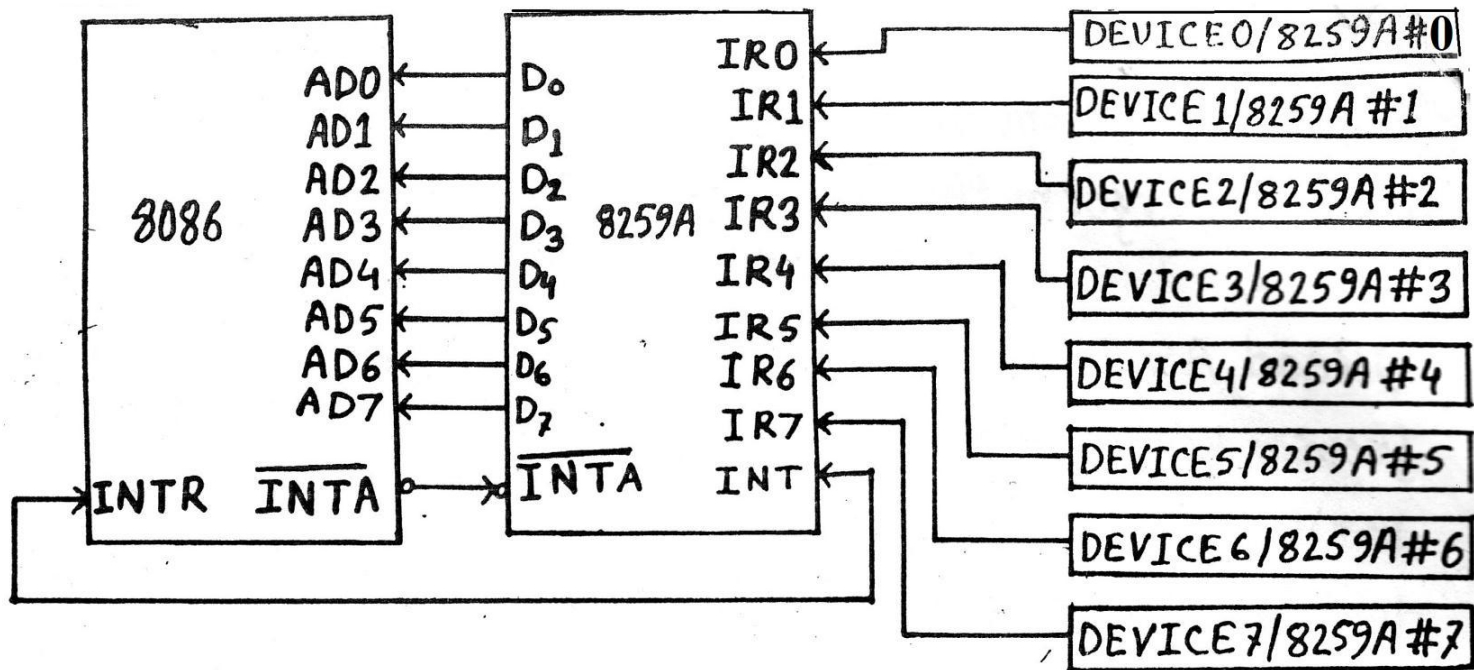 8086
AD0
AD1
AD2
AD3
AD4
AD5
AD6
AD7
INTR
INTA
8259A
D0
D1
D2
D3
D4
D5
D6
D7
INTA
IR0
IR1
IR2
IR3
IR4
IR5
IR6
IR7
INT
DEVICE0/8259A#0
DEVICE1/8259A#1
DEVICE2/8259A#2
DEVICE3/8259A#3
DEVICE4/8259A#4
DEVICE5/8259A#5
DEVICE6/8259A#6
DEVICE7/8259A#7